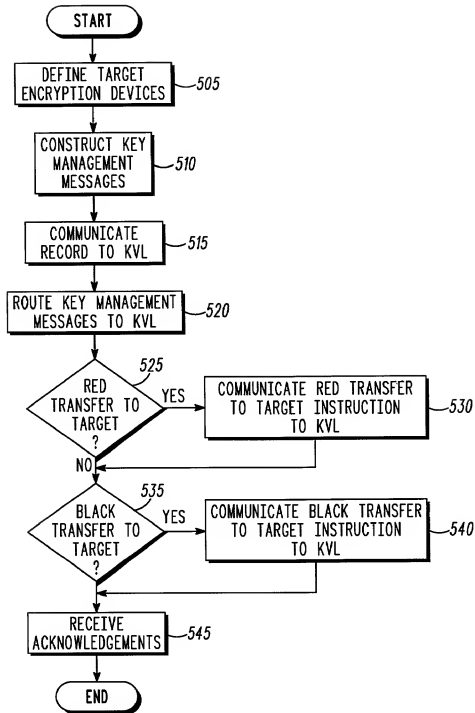 START
DEFINE TARGET
ENCRYPTION DEVICES
505
CONSTRUCT KEY
MANAGEMENT
MESSAGES
510
COMMUNICATE
RECORD TO KVL
515
ROUTE KEY MANAGEMENT
MESSAGES TO KVL
520
525
RED
TRANSFER TO
TARGET
?
YES
COMMUNICATE RED TRANSFER
TO TARGET INSTRUCTION
TO KVL
530
NO
535
BLACK
TRANSFER TO
TARGET
?
YES
COMMUNICATE BLACK TRANSFER
TO TARGET INSTRUCTION
TO KVL
540
RECEIVE
ACKNOWLEDGEMENTS
545
END